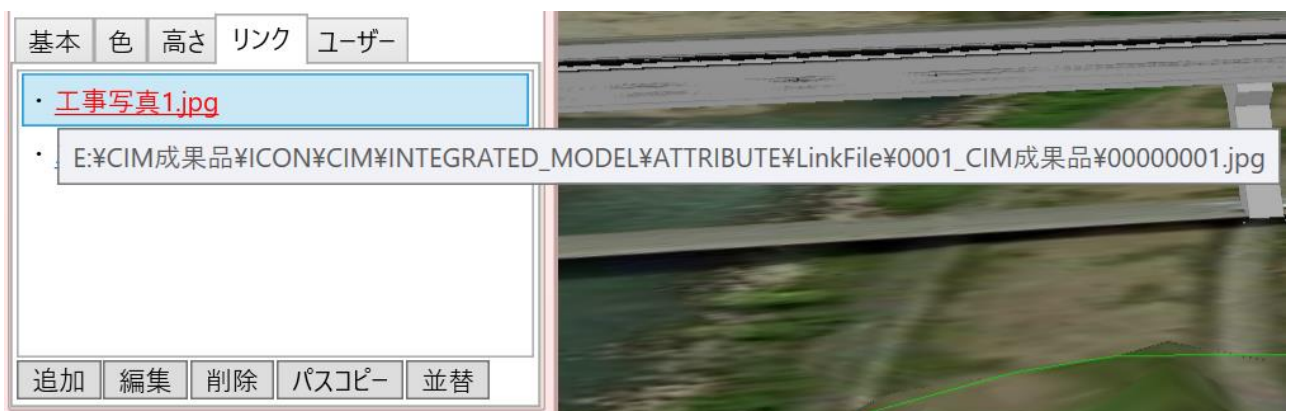 基本 色 高さ リンク ユーザー
・工事写真1.jpg
・
E:¥CIM成果品¥ICON¥CIM¥INTEGRATED_MODEL¥ATTRIBUTE¥LinkFile¥0001_CIM成果品¥00000001.jpg
追加 編集 削除 パスコピー 並替